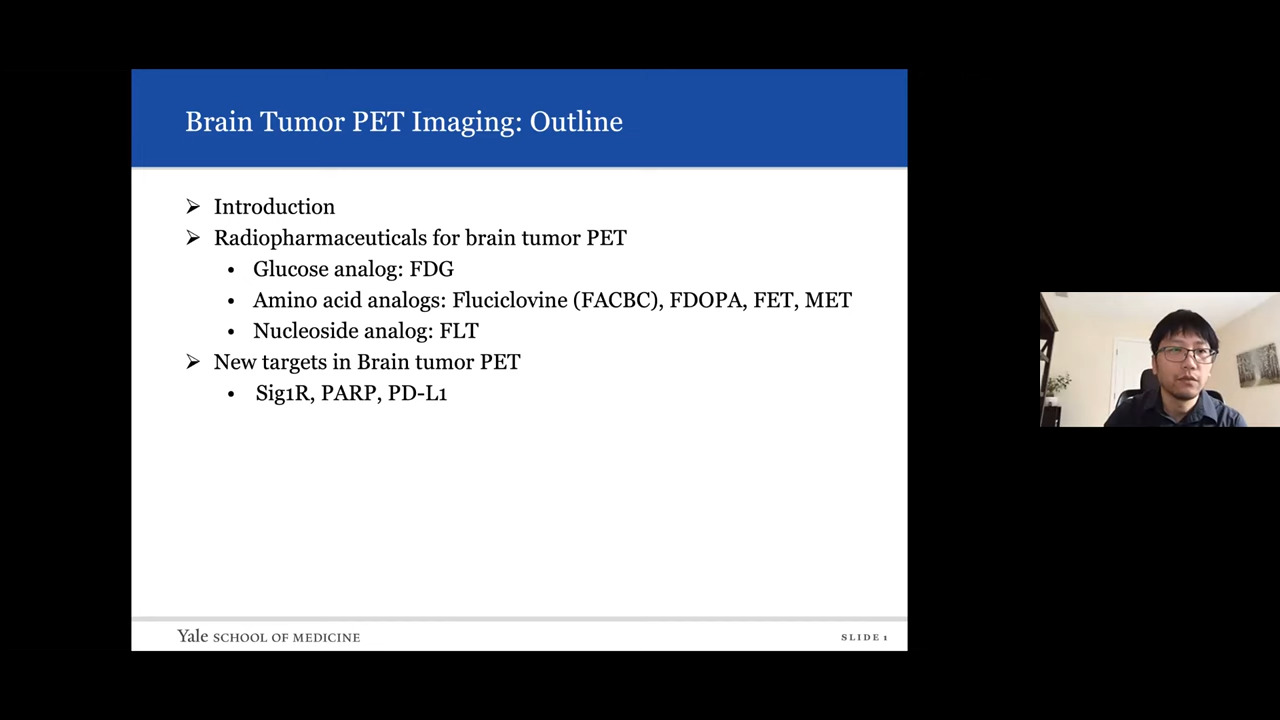 Brain Tumor PET Imaging: Outline
➢ Introduction
➢ Radiopharmaceuticals for brain tumor PET
• Glucose analog: FDG
• Amino acid analogs: Fluciclovine (FACBC), FDOPA, FET, MET
• Nucleoside analog: FLT
➢ New targets in Brain tumor PET
• Sig1R, PARP, PD-L1
Yale SCHOOL OF MEDICINE
SLIDE 1